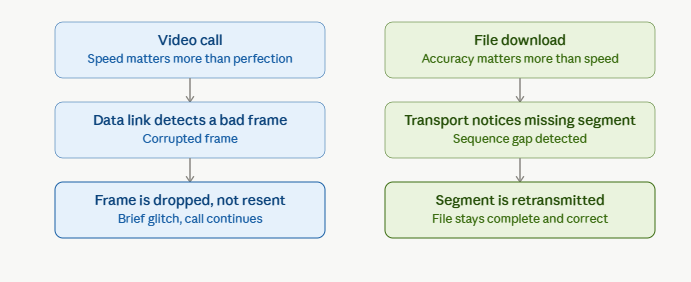 Video call
Speed matters more than perfection
Data link detects a bad frame
Corrupted frame
Frame is dropped, not resent
Brief glitch, call continues
File download
Accuracy matters more than speed
Transport notices missing segment
Sequence gap detected
Segment is retransmitted
File stays complete and correct